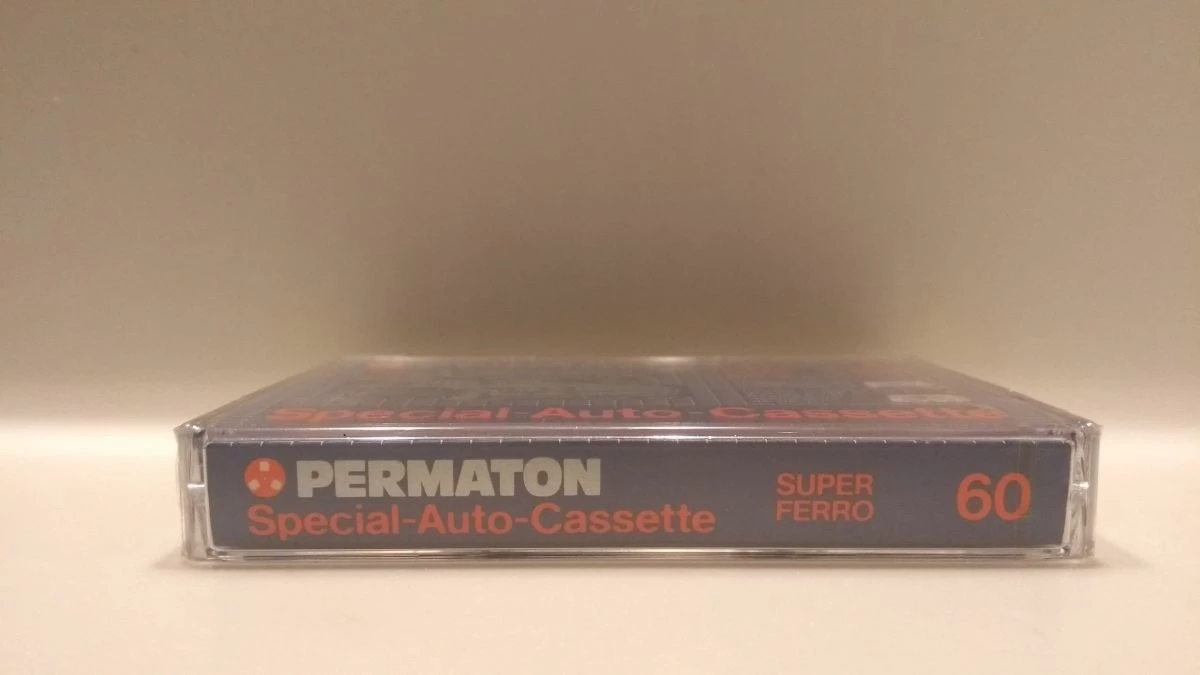 Special-Auto-Cassette
PERMATON
Special-Auto-Cassette
SUPER
FERRO
60